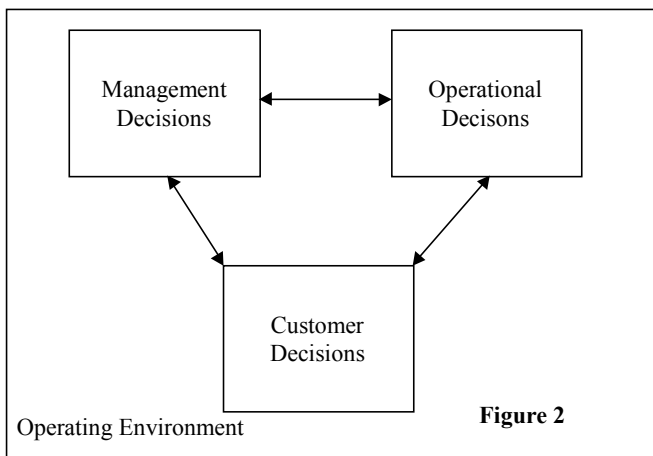 Management
Decisions
Operational
Decisons
Customer
Decisions
Operating Environment
Figure 2